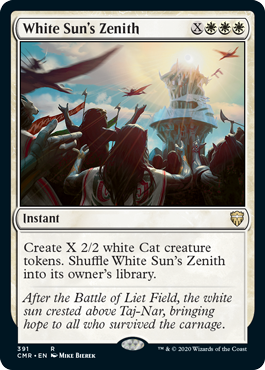 White Sun's Zenith X
Instant
Create X 2/2 white Cat creature
tokens. Shuffle White Sun's Zenith
into its owner's library.
After the Battle of Liet Field, the white
sun crested above Taj-Nar, bringing
hope to all who survived the carnage.
391 R
CMR • EN Mike Bierek
™ & © 2020 Wizards of the Coast